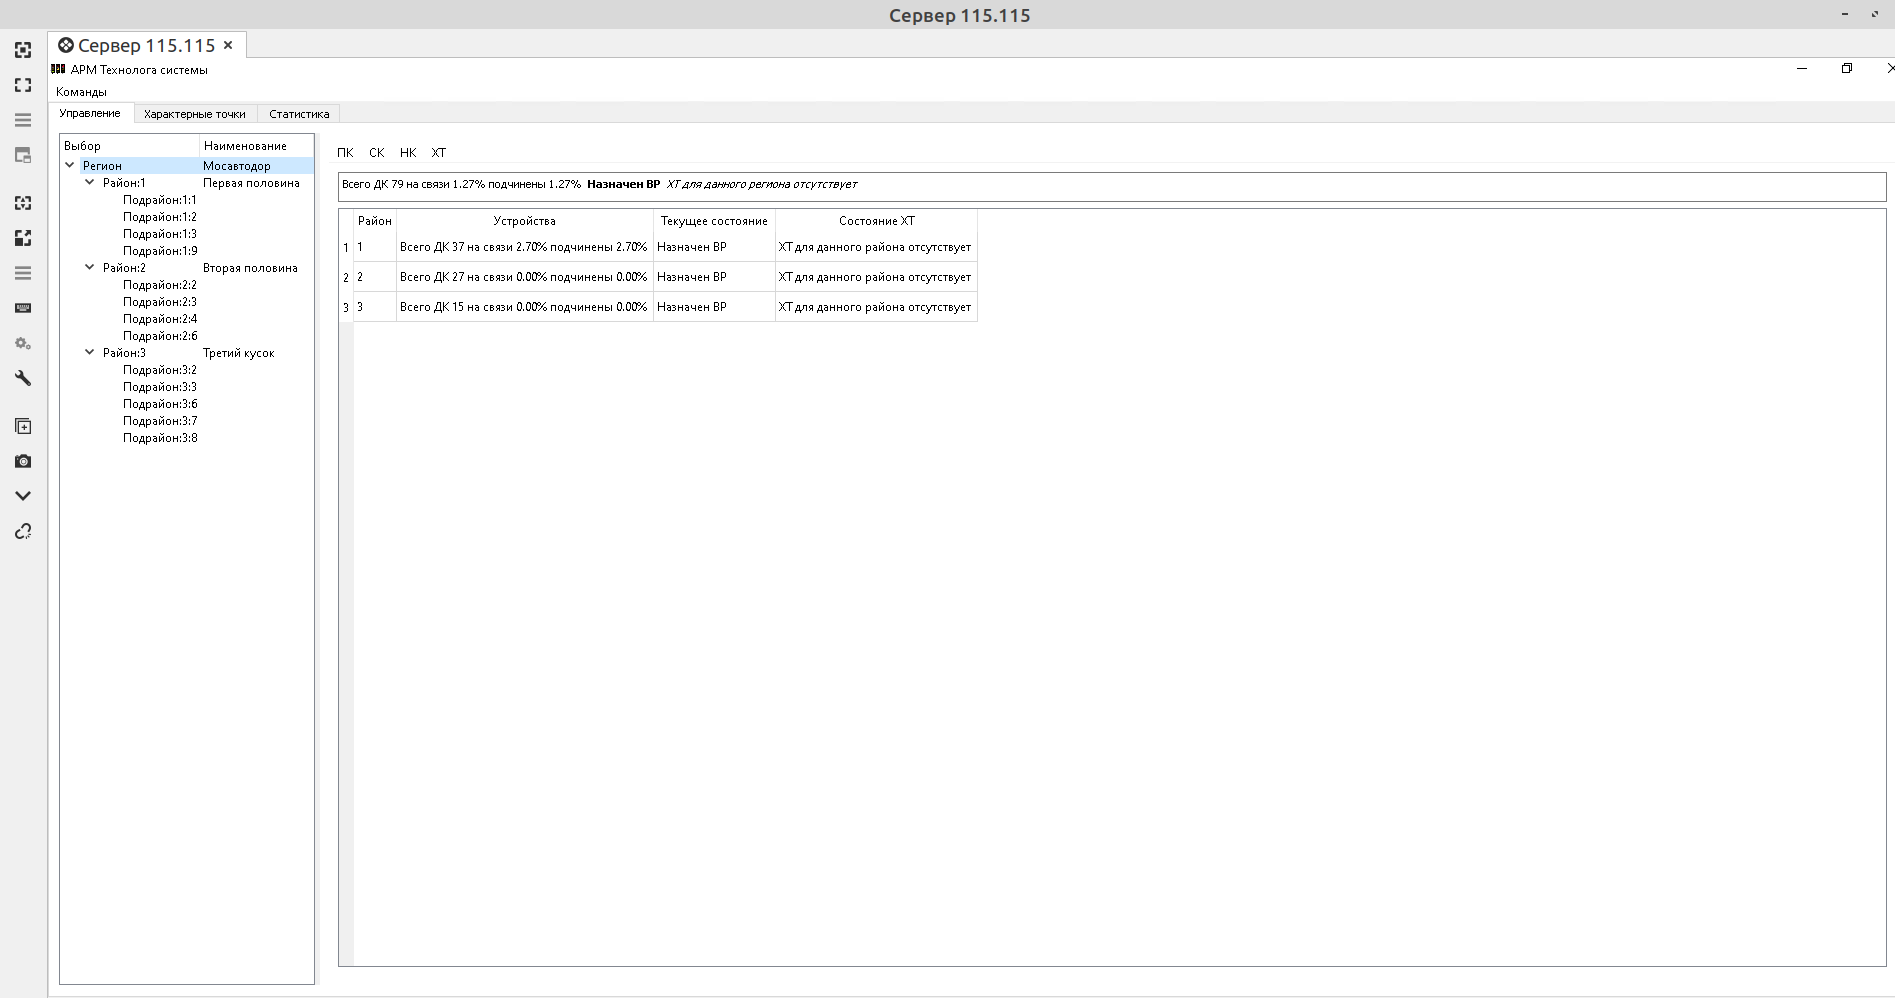 Сервер 115.115
Сервер 115.115
АРМ Технолога системы
Команды
Управление Характерные точки Статистика
Выбор Наименование
Регион Мосавтодор
Район:1 Первая половина
Подрайон:1:1
Подрайон:1:2
Подрайон:1:3
Подрайон:1:9
Район:2 Вторая половина
Подрайон:2:2
Подрайон:2:3
Подрайон:2:4
Подрайон:2:6
Район:3 Третий кусок
Подрайон:3:2
Подрайон:3:3
Подрайон:3:6
Подрайон:3:7
Подрайон:3:8
ПК СК НК ХТ
Всего ДК 79 на связи 1.27% подчинены 1.27% Назначен ВР ХТ для данного региона отсутствует
Район Устройства Текущее состояние Состояние ХТ
1 1 Всего ДК 37 на связи 2.70% подчинены 2.70% Назначен ВР ХТ для данного района отсутствует
2 2 Всего ДК 27 на связи 0.00% подчинены 0.00% Назначен ВР ХТ для данного района отсутствует
3 3 Всего ДК 15 на связи 0.00% подчинены 0.00% Назначен ВР ХТ для данного района отсутствует